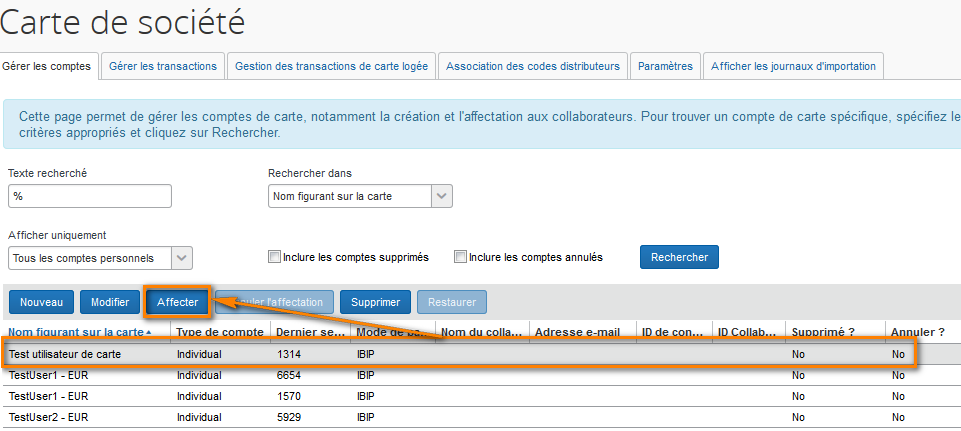 Carte de société
Gérer les comptes Gérer les transactions Gestion des transactions de carte logée Association des codes distributeurs Paramètres Afficher les journaux d'importation
Cette page permet de gérer les comptes de carte, notamment la création et l'affectation aux collaborateurs. Pour trouver un compte de carte spécifique, spécifiez le
critères appropriés et cliquez sur Rechercher.
Texte recherché Rechercher dans
% Nom figurant sur la carte
Afficher uniquement
Tous les comptes personnels Inclure les comptes supprimés Inclure les comptes annulés Rechercher
Nouveau Modifier Affecter l'affectation Supprimer Restaurer
Nom figurant sur la carte Type de compte Dernier se... Mode de pa... Nom du colla... Adresse e-mail ID de con... ID Collab... Supprimé ? Annuler ?
Test utilisateur de carte Individual 1314 IBIP No No
TestUser1 - EUR Individual 6654 IBIP No No
TestUser1 - EUR Individual 1570 IBIP No No
TestUser2 - EUR Individual 5929 IBIP No No